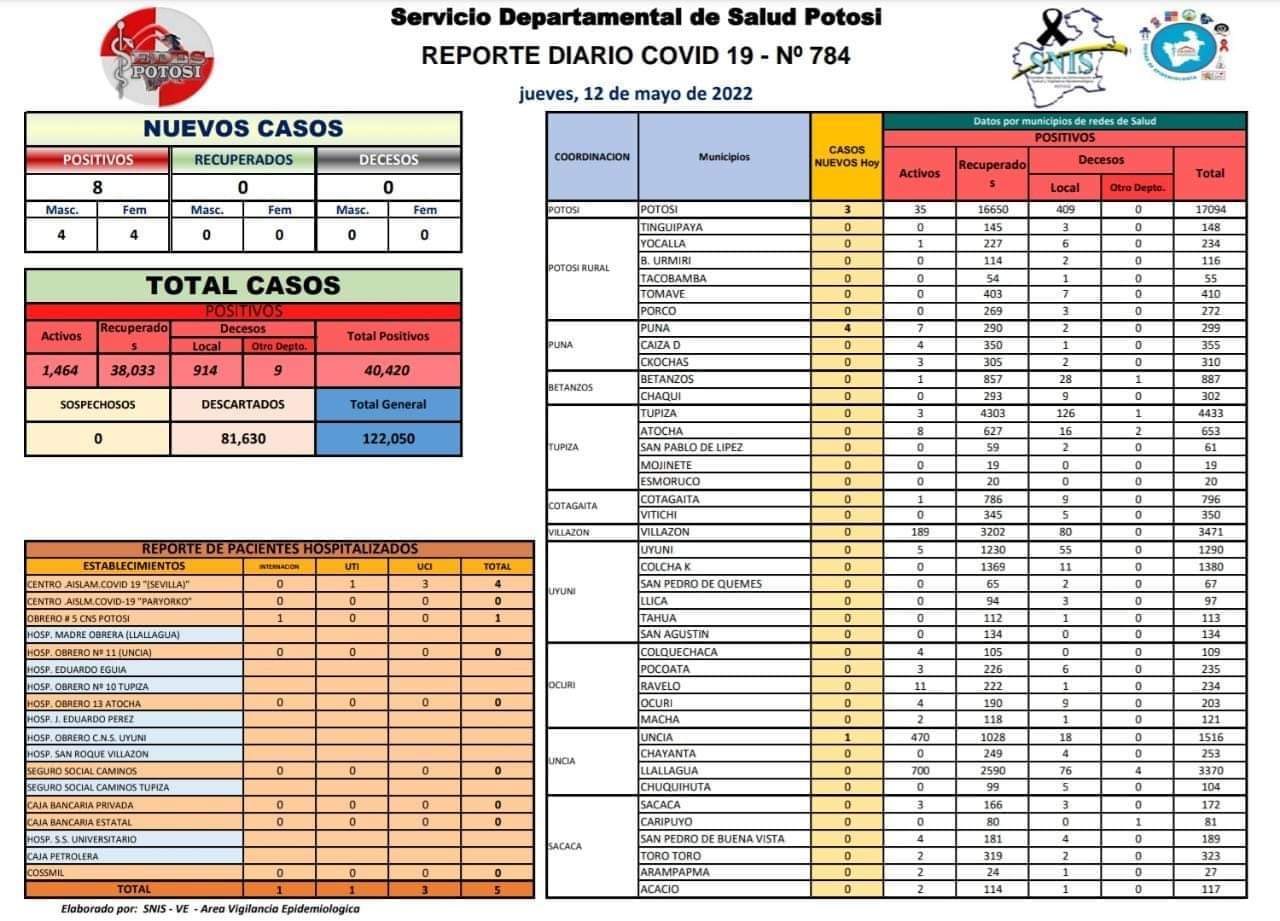 Servicio Departamental de Salud Potosi
REPORTE DIARIO COVID 19 - Nº 784
jueves, 12 de mayo de 2022
SEDES
POTOSI
SNIS
NUEVOS CASOS
POSITIVOS RECUPERADOS DECESOS
8 0 0
Masc. Fem Masc. Fem Masc. Fem
4 4 0 0 0 0
TOTAL CASOS
POSITIVOS
Activos Recuperados Decesos Total Positivos
Local Otro Depto.
1,464 38,033 914 9 40,420
SOSPECHOSOS DESCARTADOS Total General
0 81,630 122,050
REPORTE DE PACIENTES HOSPITALIZADOS
ESTABLECIMIENTOS INTERNACION UTI UCI TOTAL
CENTRO .AISLAM.COVID 19 "(SEVILLA)" 0 1 3 4
CENTRO .AISLM.COVID-19 "PARYORKO" 0 0 0 0
OBRERO # 5 CNS POTOSI 1 0 0 1
HOSP. MADRE OBRERA (LLALLAGUA)
HOSP. OBRERO Nº 11 (UNCIA) 0 0 0 0
HOSP. EDUARDO EGUIA
HOSP. OBRERO Nº 10 TUPIZA
HOSP. OBRERO 13 ATOCHA 0 0 0 0
HOSP. J. EDUARDO PEREZ
HOSP. OBRERO C.N.S. UYUNI
HOSP. SAN ROQUE VILLAZON
SEGURO SOCIAL CAMINOS 0 0 0 0
SEGURO SOCIAL CAMINOS TUPIZA
CAJA BANCARIA PRIVADA 0 0 0 0
CAJA BANCARIA ESTATAL 0 0 0 0
HOSP. S.S. UNIVERSITARIO
CAJA PETROLERA
COSSMIL 0 0 0 0
TOTAL 1 1 3 5
Elaborado por: SNIS - VE - Area Vigilancia Epidemiologica
COORDINACION Municipios CASOS NUEVOS Hoy Datos por municipios de redes de Salud
POSITIVOS
Activos Recuperados Decesos Total
Local Otro Depto.
POTOSI POTOSI 3 35 16650 409 0 17094
POTOSI RURAL
TINGUIPAYA 0 0 145 3 0 148
YOCALLA 0 1 227 6 0 234
B. URMIRI 0 0 114 2 0 116
TACOBAMBA 0 0 54 1 0 55
TOMAVE 0 0 403 7 0 410
PORCO 0 0 269 3 0 272
PUNA
PUNA 4 7 290 2 0 299
CAIZA D 0 4 350 1 0 355
CKOCHAS 0 3 305 2 0 310
BETANZOS
BETANZOS 0 1 857 28 1 887
CHAQUI 0 0 293 9 0 302
TUPIZA
TUPIZA 0 3 4303 126 1 4433
ATOCHA 0 8 627 16 2 653
SAN PABLO DE LIPEZ 0 0 59 2 0 61
MOJINETE 0 0 19 0 0 19
ESMORUCO 0 0 20 0 0 20
COTAGAITA
COTAGAITA 0 1 786 9 0 796
VITICHI 0 0 345 5 0 350
VILLAZON VILLAZON 0 189 3202 80 0 3471
UYUNI
UYUNI 0 5 1230 55 0 1290
COLCHA K 0 0 1369 11 0 1380
SAN PEDRO DE QUEMES 0 0 65 2 0 67
LLICA 0 0 94 3 0 97
TAHUA 0 0 112 1 0 113
SAN AGUSTIN 0 0 134 0 0 134
OCURI
COLQUECHACA 0 4 105 0 0 109
POCOATA 0 3 226 6 0 235
RAVELO 0 11 222 1 0 234
OCURI 0 4 190 9 0 203
MACHA 0 2 118 1 0 121
UNCIA
UNCIA 1 470 1028 18 0 1516
CHAYANTA 0 0 249 4 0 253
LLALLAGUA 0 700 2590 76 4 3370
CHUQUIHUTA 0 0 99 5 0 104
SACACA
SACACA 0 3 166 3 0 172
CARIPUYO 0 0 80 0 1 81
SAN PEDRO DE BUENA VISTA 0 4 181 4 0 189
TORO TORO 0 2 319 2 0 323
ARAMPAPMA 0 2 24 1 0 27
ACACIO 0 2 114 1 0 117